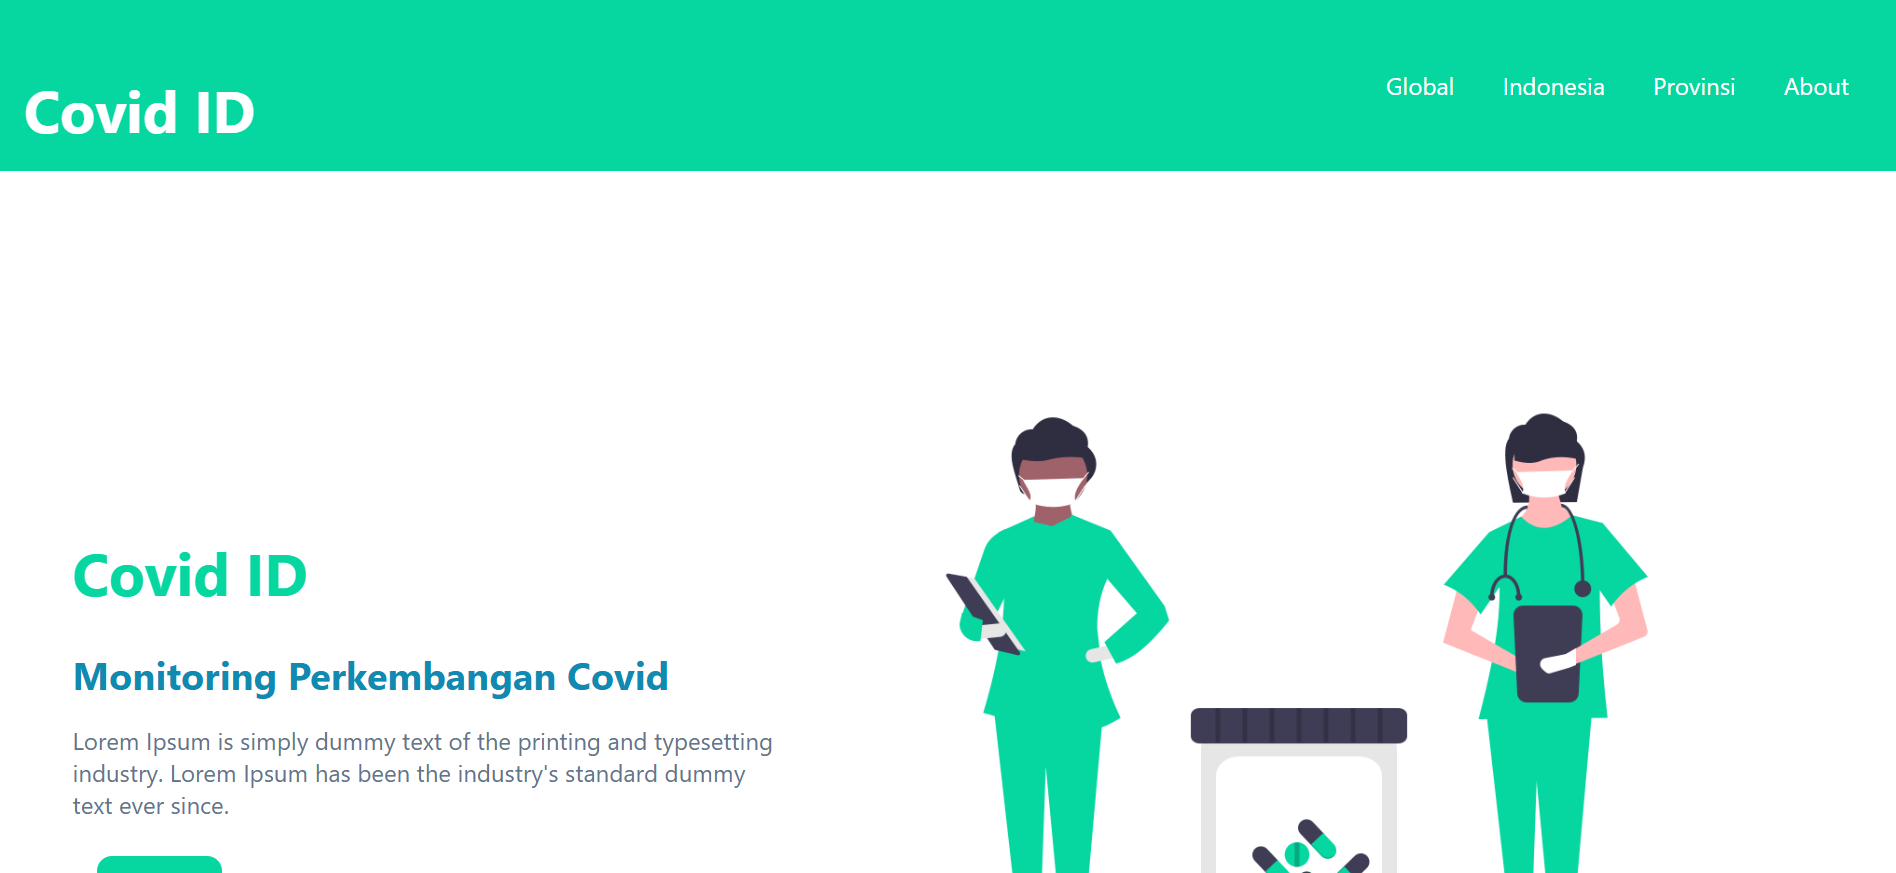 Covid ID
Global Indonesia Provinsi About
Covid ID
Monitoring Perkembangan Covid
Lorem Ipsum is simply dummy text of the printing and typesetting
industry. Lorem Ipsum has been the industry's standard dummy
text ever since.